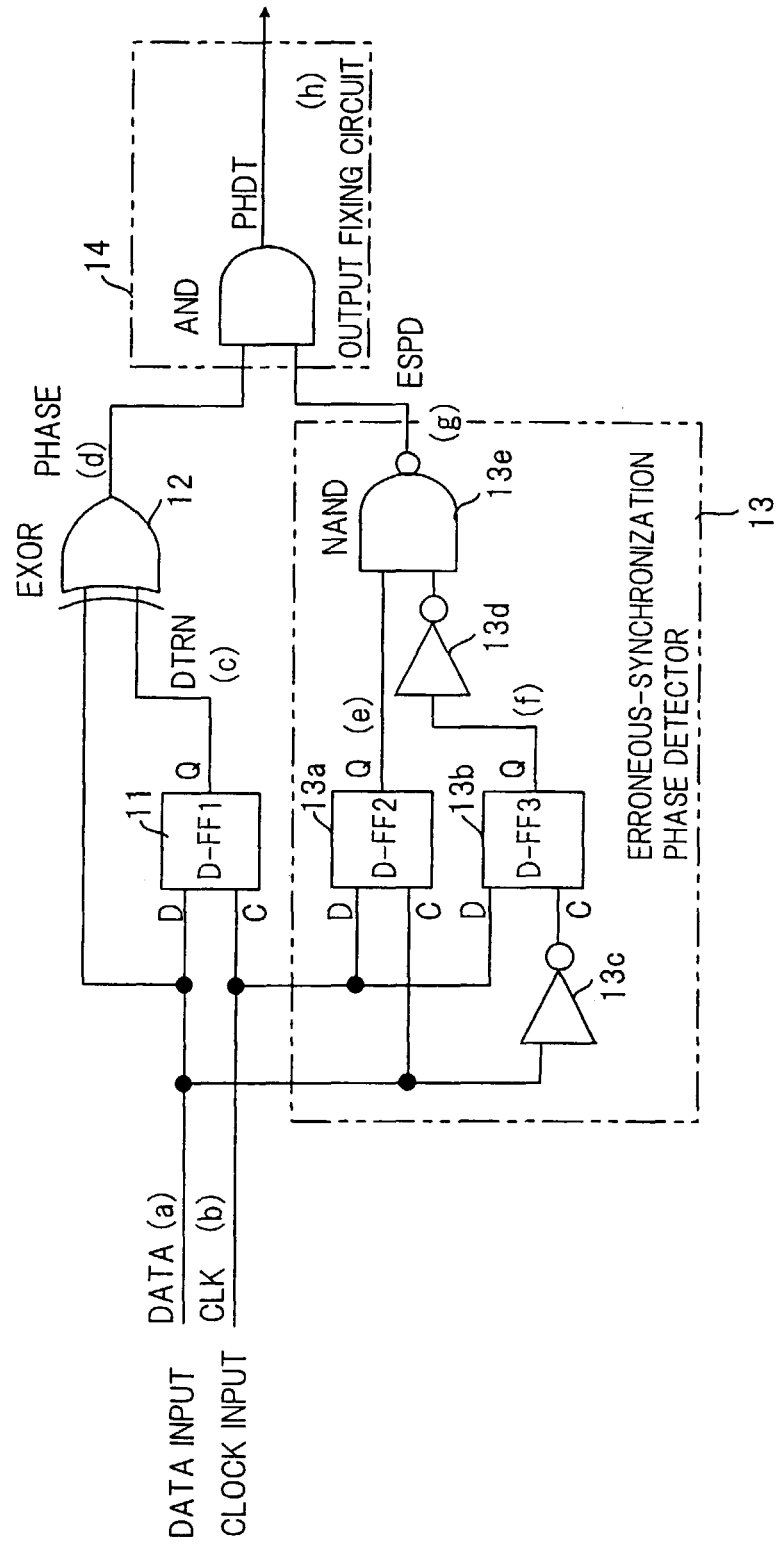 DATA INPUT DATA (a)
CLOCK INPUT CLK (b)
D
C
Q
11
D-FF1
DTRN
(c)
EXOR
12
PHASE
(d)
14
AND
PHDT
(h)
OUTPUT FIXING CIRCUIT
ESPD
(g)
NAND
13e
13d
(e)
(f)
D
C
Q
13a
D-FF2
D
C
Q
13b
D-FF3
13c
ERRONEOUS-SYNCHRONIZATION
PHASE DETECTOR
13